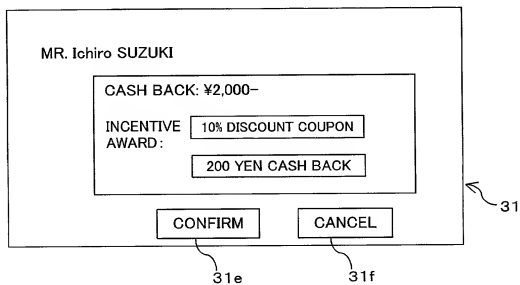 MR. Ichiro SUZUKI
CASH BACK: ¥2,000−
INCENTIVE AWARD:
10% DISCOUNT COUPON
200 YEN CASH BACK
CONFIRM
CANCEL
31
31e
31f